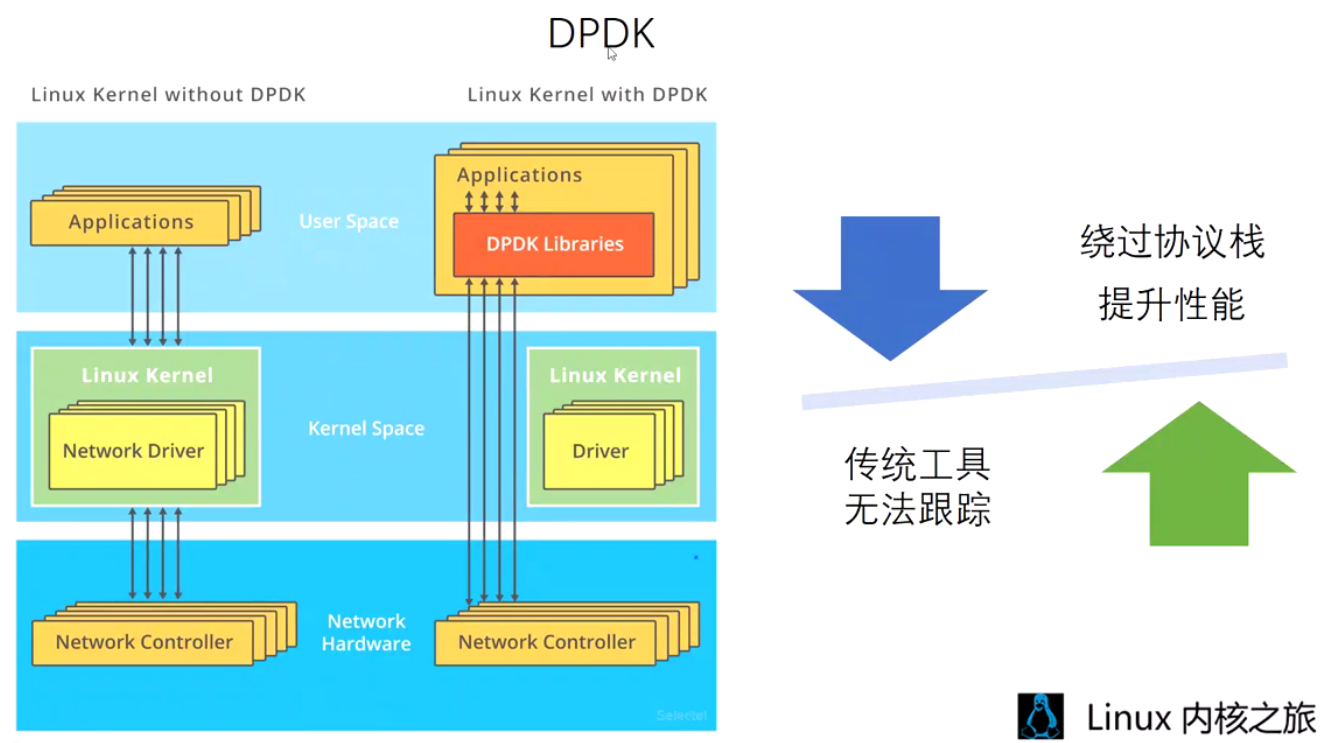 DPDK
Linux Kernel without DPDK
Linux Kernel with DPDK
Applications
User Space
Applications
DPDK Libraries
Linux Kernel
Network Driver
Kernel Space
Linux Kernel
Driver
Network Controller
Network
Hardware
Network Controller
Selectel
绕过协议栈
提升性能
传统工具
无法跟踪
Linux 内核之旅